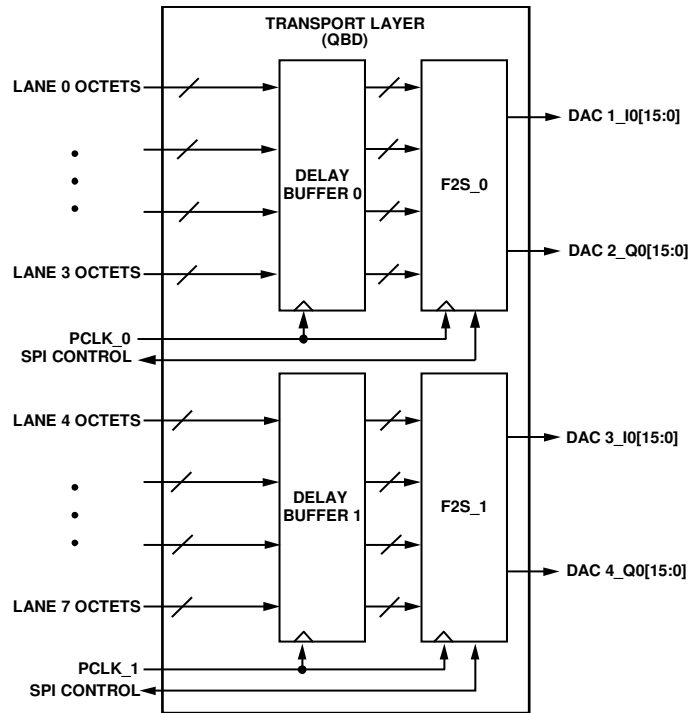 TRANSPORT LAYER
(QBD)
LANE 0 OCTETS
LANE 3 OCTETS
DELAY
BUFFER 0
F2S_0
DAC 1_I0[15:0]
DAC 2_Q0[15:0]
PCLK_0
SPI CONTROL
LANE 4 OCTETS
LANE 7 OCTETS
DELAY
BUFFER 1
F2S_1
DAC 3_I0[15:0]
DAC 4_Q0[15:0]
PCLK_1
SPI CONTROL